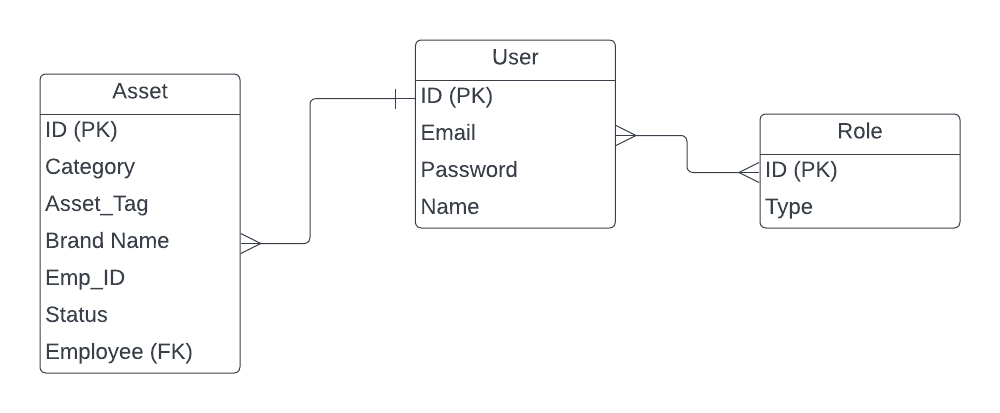 Asset
ID (PK)
Category
Asset_Tag
Brand Name
Emp_ID
Status
Employee (FK)
User
ID (PK)
Email
Password
Name
Role
ID (PK)
Type